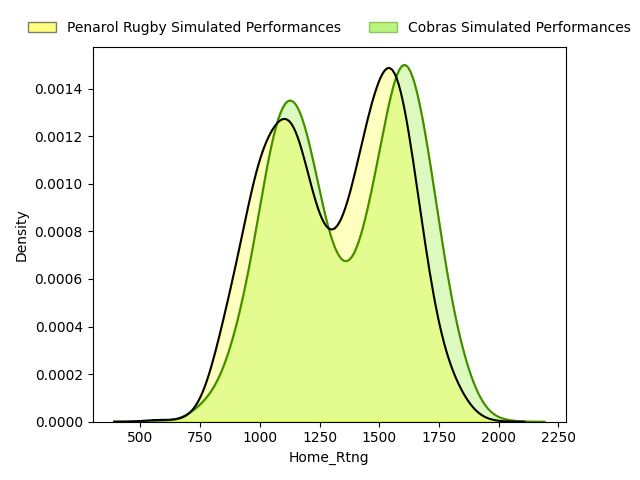 Penarol Rugby Simulated Performances Cobras Simulated Performances
0.0014
0.0012
0.0010
0.0008
0.0006
0.0004
0.0002
0.0000
Density
500 750 1000 1250 1500 1750 2000 2250
Home_Rtng